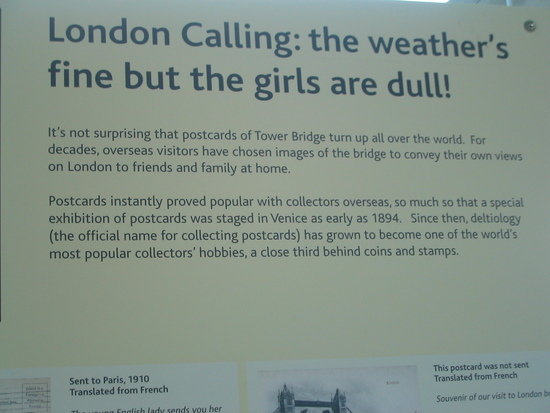 London Calling: the weather's
fine but the girls are dull!
It's not surprising that postcards of Tower Bridge turn up all over the world. For
decades, overseas visitors have chosen images of the bridge to convey their own views
on London to friends and family at home.
Postcards instantly proved popular with collectors overseas, so much so that a special
exhibition of postcards was staged in Venice as early as 1894. Since then, deltiology
(the official name for collecting postcards) has grown to become one of the world's
most popular collectors' hobbies, a close third behind coins and stamps.
Sent to Paris, 1910
Translated from French
young English lady sends you her
This postcard was not sent
Translated from French
Souvenir of our visit to London